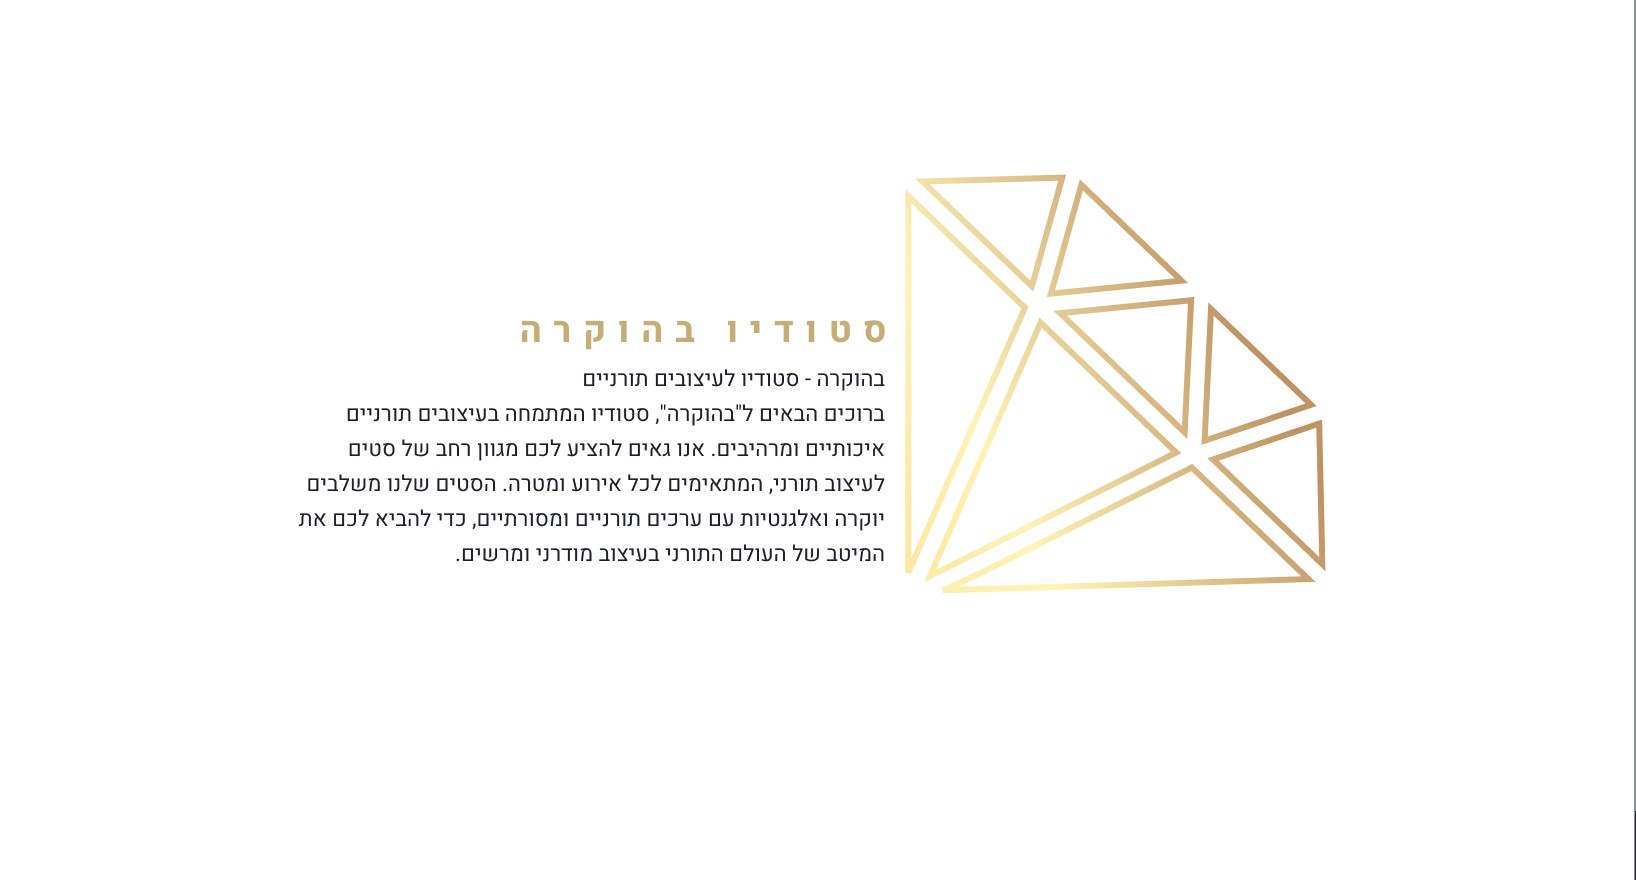 סטודיו בהוקרה
בהוקרה - סטודיו לעיצובים תורניים
ברוכים הבאים ל"בהוקרה", סטודיו המתמחה בעיצובים תורניים
איכותיים ומרהיבים. אנו גאים להציע לכם מגוון רחב של סטים
לעיצוב תורני, המתאימים לכל אירוע ומטרה. הסטים שלנו משלבים
יוקרה ואלגנטיות עם ערכים תורניים ומסורתיים, כדי להביא לכם את
המיטב של העולם התורני בעיצוב מודרני ומרשים.